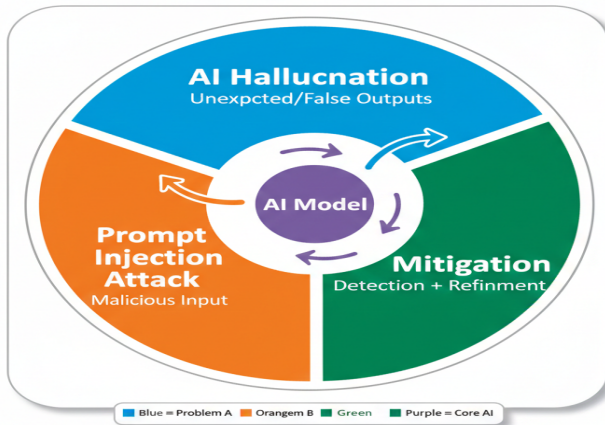 AI Hallucnation
Unexpcted/False Outputs
AI Model
Prompt
Injection
Attack
Malicious Input
Mitigation
Detection + Refinment
Blue = Problem A Orangem B Green Purple = Core AI